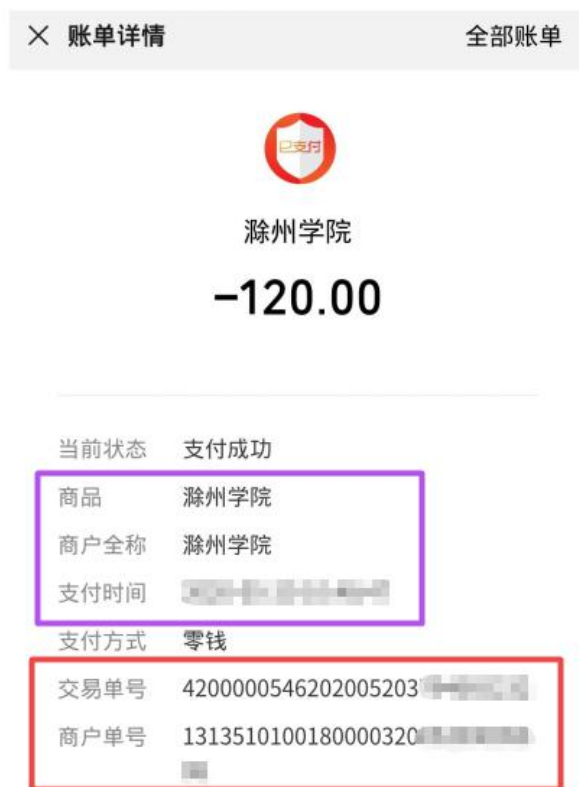 账单详情 全部账单
已支付
滁州学院
-120.00
当前状态 支付成功
商品 滁州学院
商户全称 滁州学院
支付时间
支付方式 零钱
交易单号 4200000546202005203
商户单号 1313510100180000320